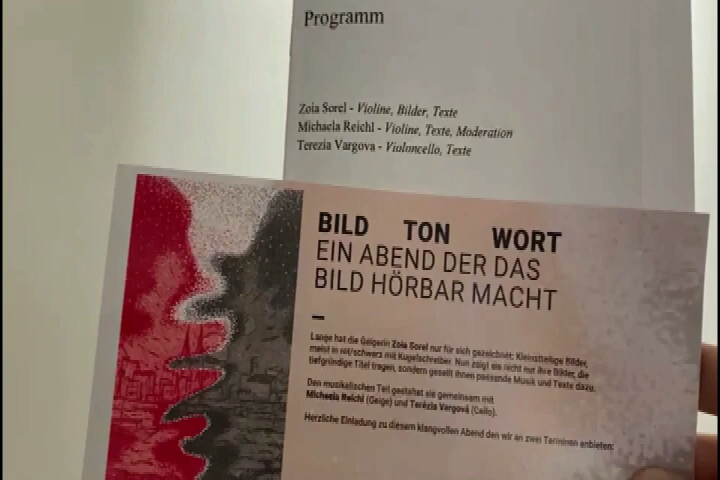 Programm
Zoia Sorel - Violine, Bilder, Texte
Michaela Reichl - Violine, Texte, Moderation
Terezia Vargova - Violoncello, Texte
BILD TON WORT
EIN ABEND DER DAS
BILD HÖRBAR MACHT
Lange hat die Geigerin Zoia Sorel nur für sich gezeichnet: Kleinstteilige Bilder,
meist in rot/schwarz mit Kugelschreiber. Nun zeigt sie nicht nur ihre Bilder, die
tiefgründige Titel tragen, sondern gesellt ihnen passende Musik und Texte dazu.
Den musikalischen Teil gestaltet sie gemeinsam mit
Michaela Reichl (Geige) und Terézia Vargová (Cello).
Herzliche Einladung zu diesem klangvollen Abend den wir an zwei Terminen anbieten: